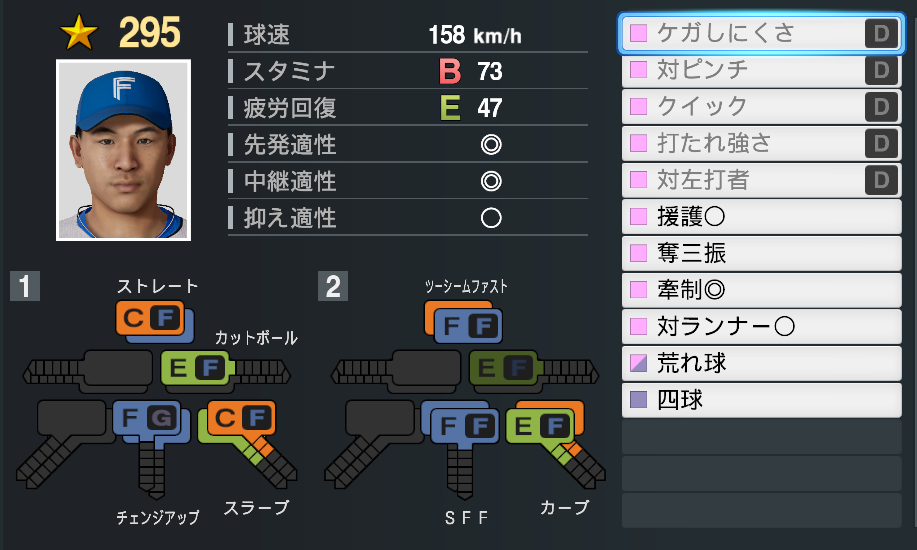 295
球速 158 km/h
スタミナ B 73
疲労回復 E 47
先発適性 ◎
中継適性 ◎
抑え適性 ○
F
1
ストレート
C F
カットボール
E F
F G
C F
チェンジアップ
スラーブ
2
ツーシームファスト
F F
E F
F F
E F
SFF
カーブ
ケガしにくさ D
対ピンチ D
クイック D
打たれ強さ D
対左打者 D
援護○
奪三振
牽制◎
対ランナー○
荒れ球
四球